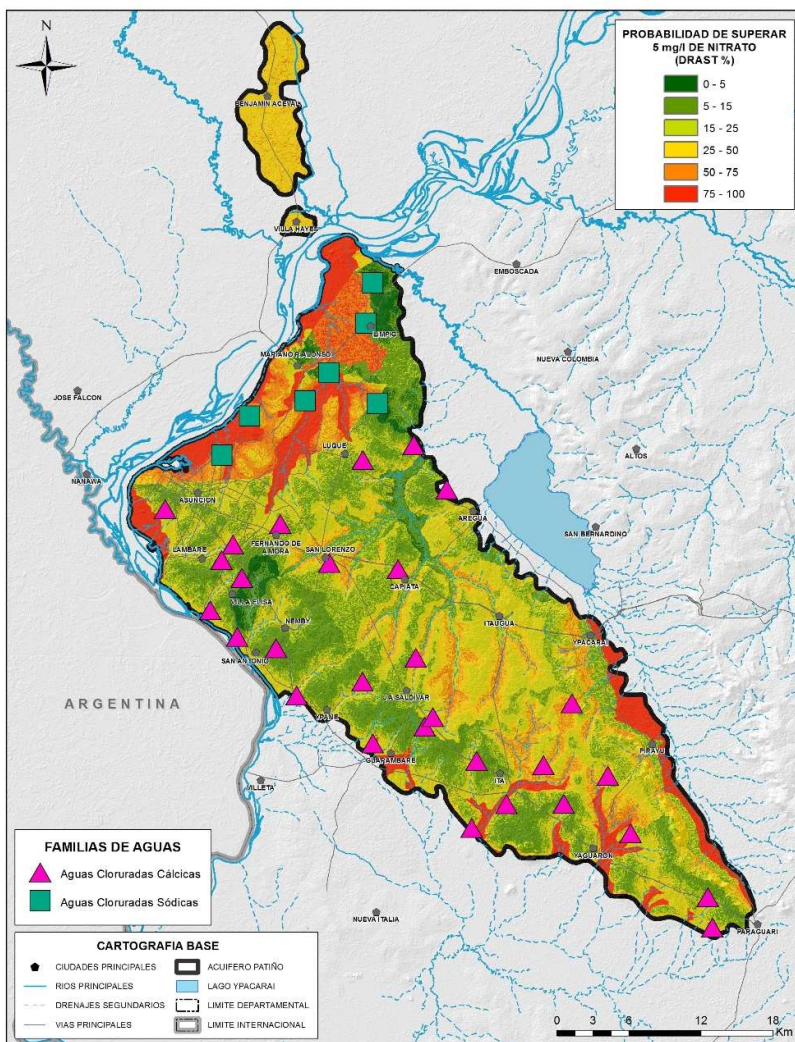 N
PROBABILIDAD DE SUPERAR
5 mg/l DE NITRATO
(DRAST %)
0 - 5
5 - 15
15 - 25
25 - 50
50 - 75
75 - 100
BENJAMIN ACEVAL
VILLA HAYES
EMBOSCADA
LIMPIO
NUEVA COLOMBIA
MARIANO R. ALONSO
JOSE FALCON
ALTOS
LUQUE
NANAWA
ASUNCION
AREGUA
SAN BERNARDINO
LAMBARE
FERNANDO DE
LA MORA
SAN LORENZO
CAPIATA
VILLA ELISA
ITAUGUA
ÑEMBY
YPACARAI
SAN ANTONIO
ARGENTINA
J.A SALDIVAR
YPANE
PIRAYU
GUARAMBARE
ITA
VILLETA
YAGUARON
NUEVA ITALIA
PARAGUARI
FAMILIAS DE AGUAS
Aguas Cloruradas Cálcicas
Aguas Cloruradas Sódicas
CARTOGRAFIA BASE
CIUDADES PRINCIPALES
RIOS PRINCIPALES
DRENAJES SEGUNDARIOS
VIAS PRINCIPALES
ACUIFERO PATIÑO
LAGO YPACARAI
LIMITE DEPARTAMENTAL
LIMITE INTERNACIONAL
0 3 6 12 18
Km